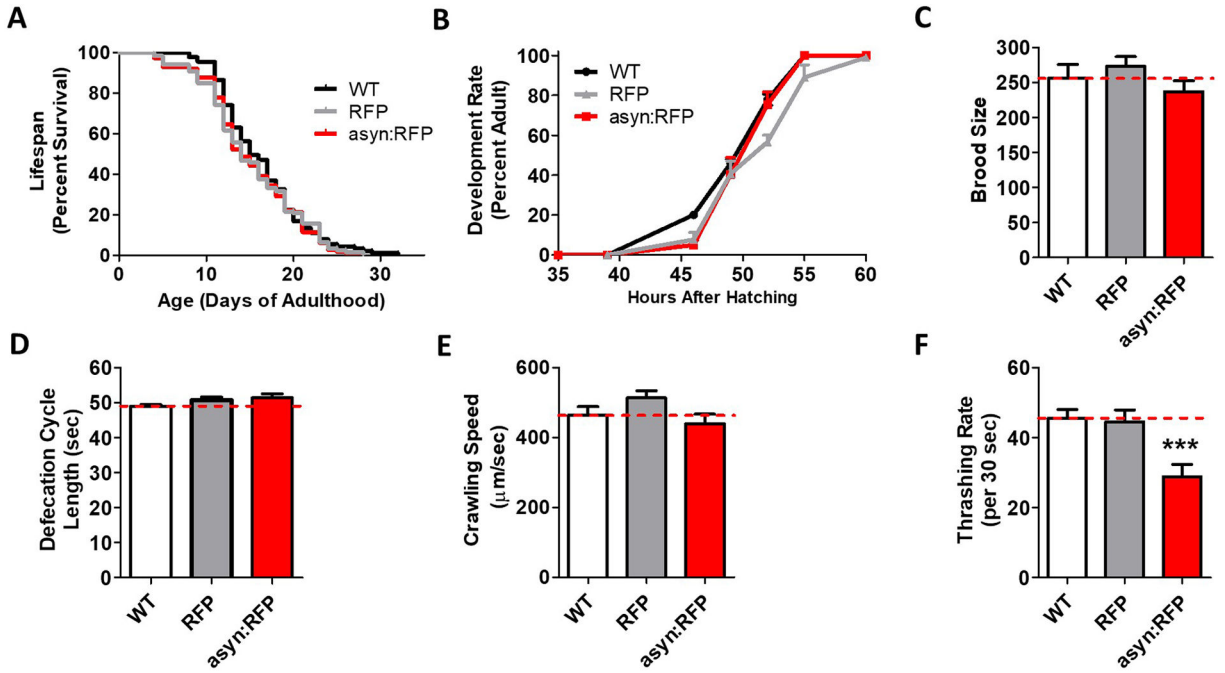 A
Lifespan
(Percent Survival)
100
80
60
40
20
0
0
10
20
30
Age (Days of Adulthood)
WT
RFP
asyn:RFP
B
Development Rate
(Percent Adult)
100
80
60
40
20
0
35
40
45
50
55
60
Hours After Hatching
WT
RFP
asyn:RFP
C
Brood Size
300
250
200
150
100
50
0
WT
RFP
asyn:RFP
D
Defecation Cycle
Length (sec)
60
50
40
30
20
10
0
WT
RFP
asyn:RFP
E
Crawling Speed
(μm/sec)
600
400
200
0
WT
RFP
asyn:RFP
F
Thrashing Rate
(per 30 sec)
60
40
20
0
***
WT
RFP
asyn:RFP